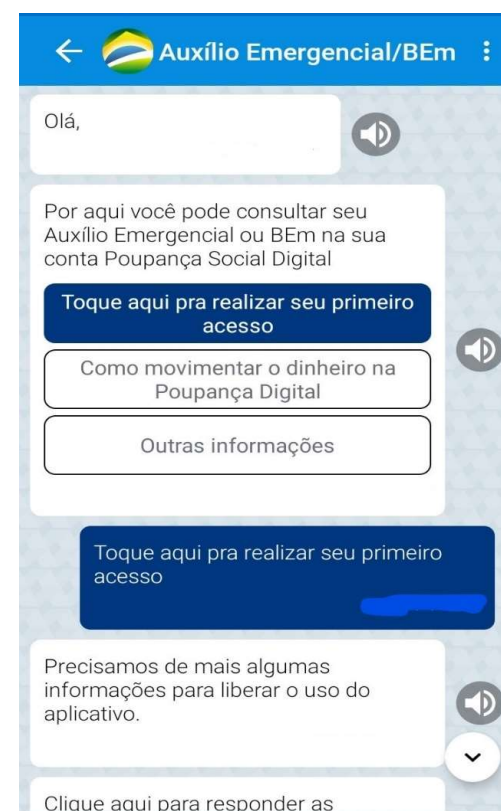 Auxílio Emergencial/BEm
Olá,
Por aqui você pode consultar seu
Auxílio Emergencial ou BEm na sua
conta Poupança Social Digital
Toque aqui pra realizar seu primeiro
acesso
Como movimentar o dinheiro na
Poupança Digital
Outras informações
Toque aqui pra realizar seu primeiro
acesso
Precisamos de mais algumas
informações para liberar o uso do
aplicativo.
Clique aqui para responder as